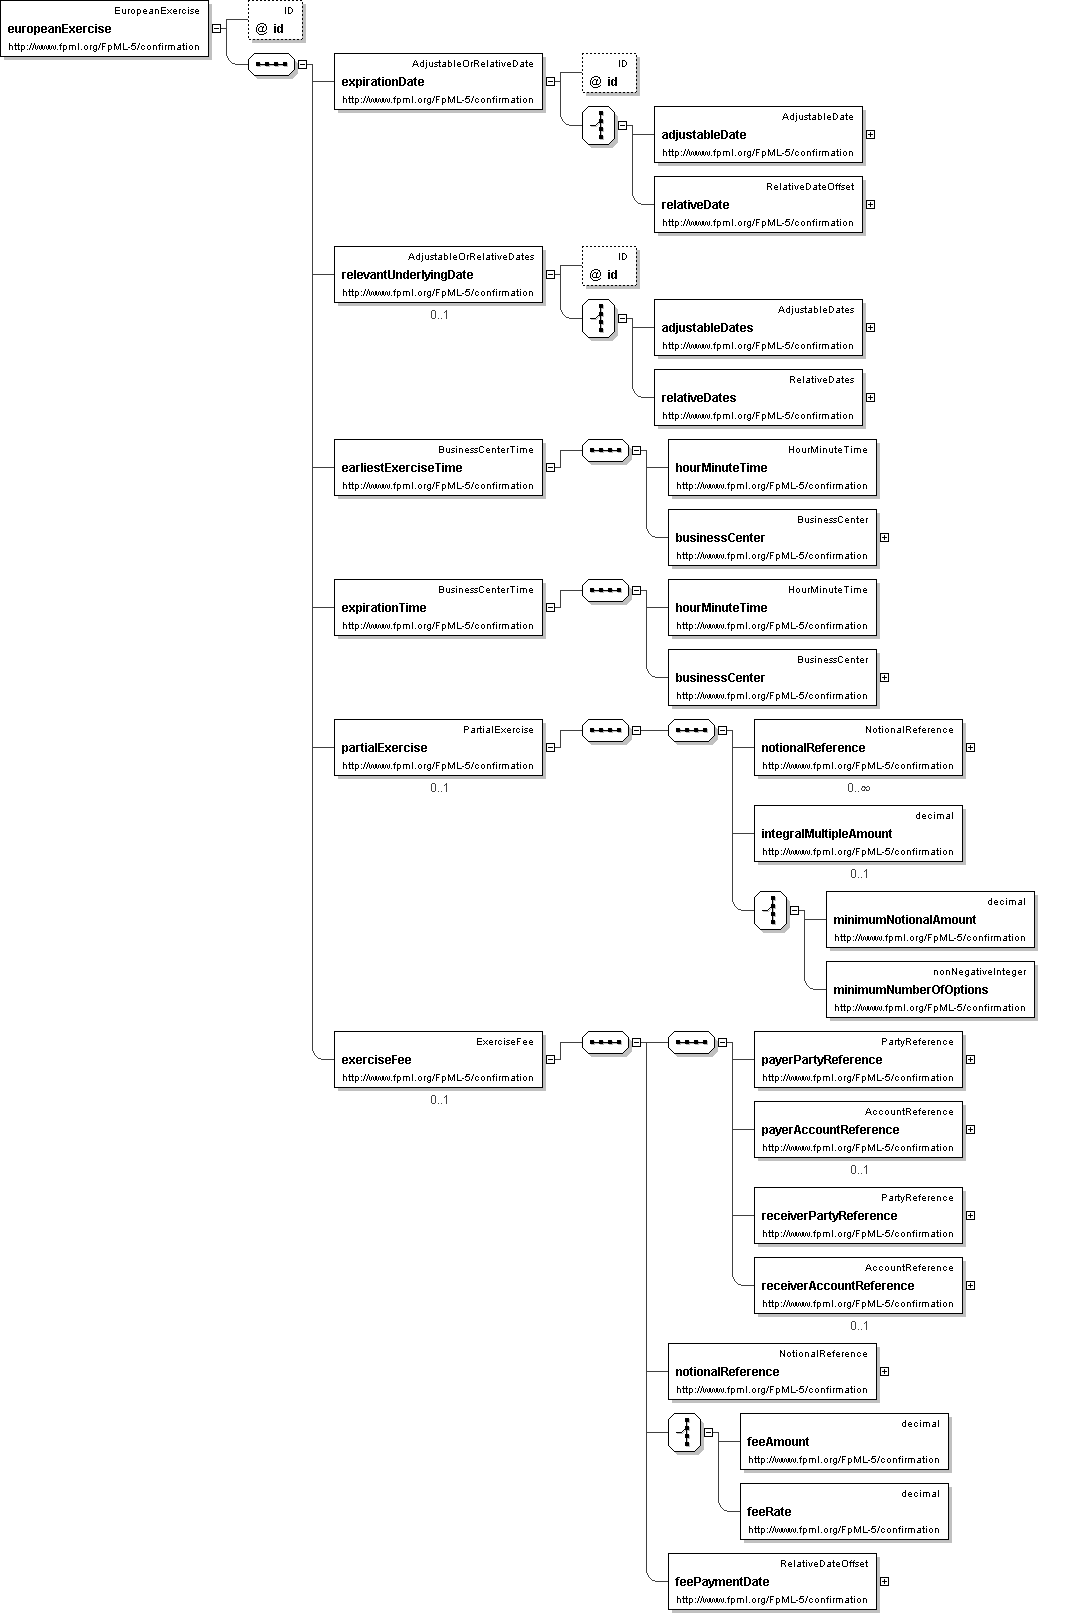 EuropeanExercise
europeanExercise
http://www.fpml.org/FpML-5/confirmation
ID
@ id
AdjustableOrRelativeDate
expirationDate
http://www.fpml.org/FpML-5/confirmation
ID
@ id
AdjustableDate
adjustableDate
http://www.fpml.org/FpML-5/confirmation
RelativeDateOffset
relativeDate
http://www.fpml.org/FpML-5/confirmation
AdjustableOrRelativeDates
relevantUnderlyingDate
http://www.fpml.org/FpML-5/confirmation
0..1
ID
@ id
AdjustableDates
adjustableDates
http://www.fpml.org/FpML-5/confirmation
RelativeDates
relativeDates
http://www.fpml.org/FpML-5/confirmation
BusinessCenterTime
earliestExerciseTime
http://www.fpml.org/FpML-5/confirmation
HourMinuteTime
hourMinuteTime
http://www.fpml.org/FpML-5/confirmation
BusinessCenter
businessCenter
http://www.fpml.org/FpML-5/confirmation
BusinessCenterTime
expirationTime
http://www.fpml.org/FpML-5/confirmation
HourMinuteTime
hourMinuteTime
http://www.fpml.org/FpML-5/confirmation
BusinessCenter
businessCenter
http://www.fpml.org/FpML-5/confirmation
PartialExercise
partialExercise
http://www.fpml.org/FpML-5/confirmation
0..1
NotionalReference
notionalReference
http://www.fpml.org/FpML-5/confirmation
0..∞
decimal
integralMultipleAmount
http://www.fpml.org/FpML-5/confirmation
0..1
decimal
minimumNotionalAmount
http://www.fpml.org/FpML-5/confirmation
nonNegativeInteger
minimumNumberOfOptions
http://www.fpml.org/FpML-5/confirmation
ExerciseFee
exerciseFee
http://www.fpml.org/FpML-5/confirmation
0..1
PartyReference
payerPartyReference
http://www.fpml.org/FpML-5/confirmation
AccountReference
payerAccountReference
http://www.fpml.org/FpML-5/confirmation
0..1
PartyReference
receiverPartyReference
http://www.fpml.org/FpML-5/confirmation
AccountReference
receiverAccountReference
http://www.fpml.org/FpML-5/confirmation
0..1
NotionalReference
notionalReference
http://www.fpml.org/FpML-5/confirmation
decimal
feeAmount
http://www.fpml.org/FpML-5/confirmation
decimal
feeRate
http://www.fpml.org/FpML-5/confirmation
RelativeDateOffset
feePaymentDate
http://www.fpml.org/FpML-5/confirmation